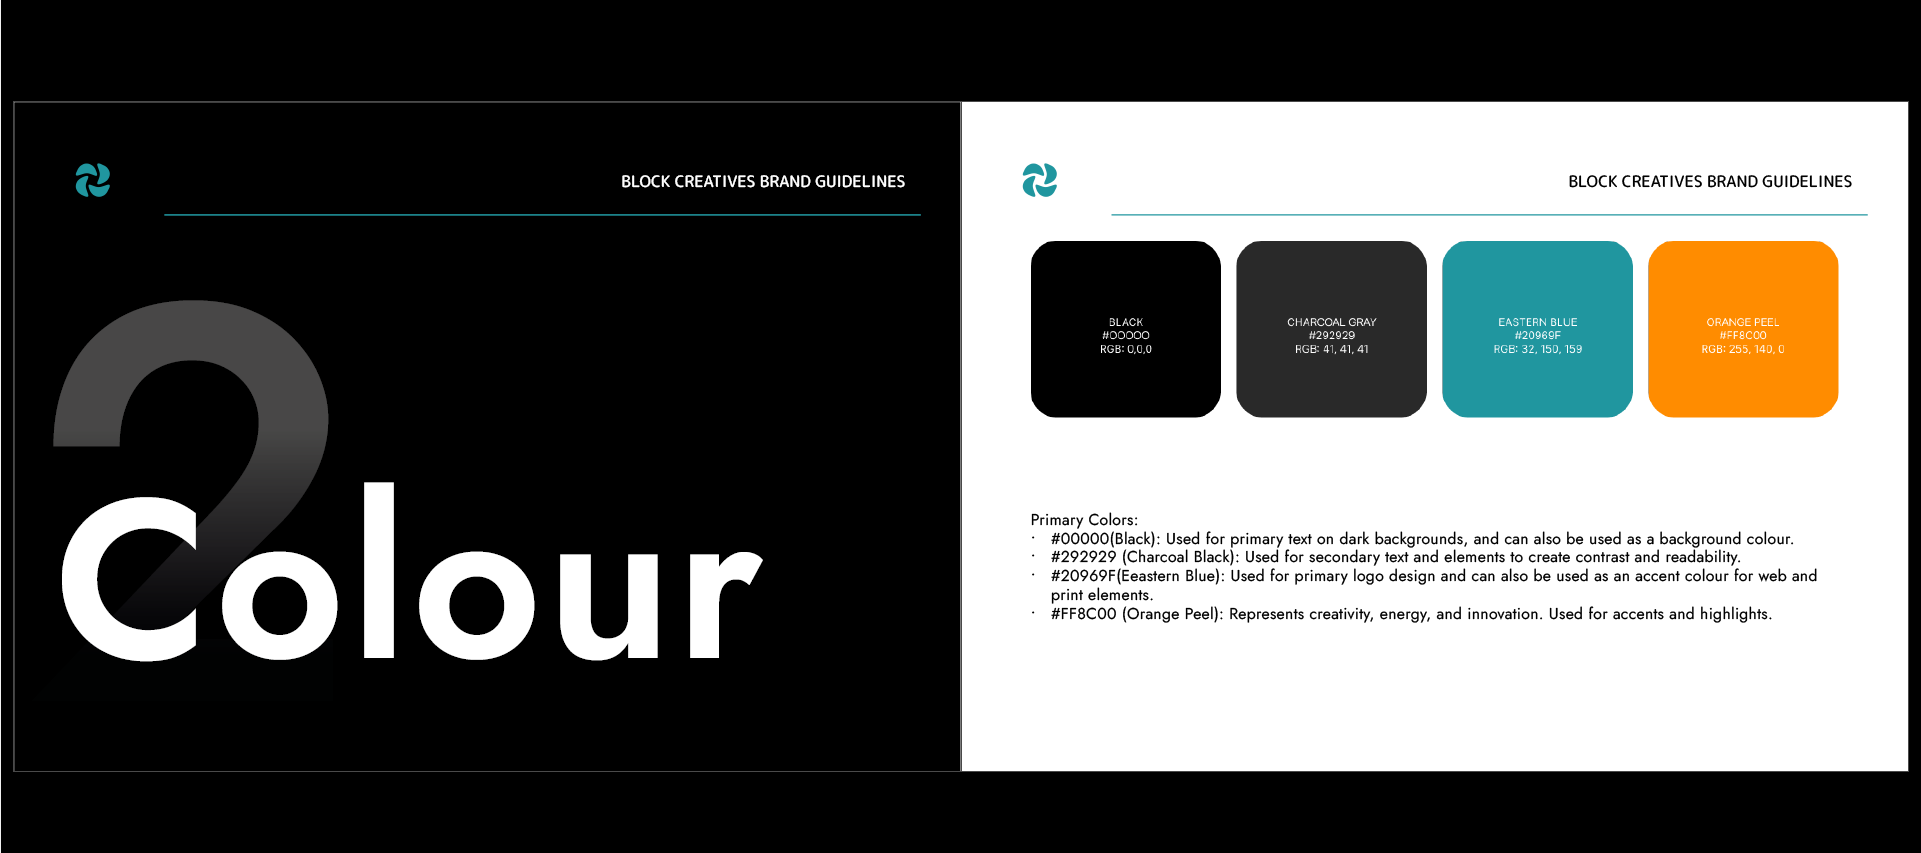 BLOCK CREATIVES BRAND GUIDELINES
2
Colour
BLOCK CREATIVES BRAND GUIDELINES
BLACK
#OOOOO
RGB: 0,0,0
CHARCOAL GRAY
#292929
RGB: 41, 41, 41
EASTERN BLUE
#20969F
RGB: 32, 150, 159
ORANGE PEEL
#FF8C00
RGB: 255, 140, 0
Primary Colors:
· #00000(Black): Used for primary text on dark backgrounds, and can also be used as a background colour.
· #292929 (Charcoal Black): Used for secondary text and elements to create contrast and readability.
· #20969F(Eeastern Blue): Used for primary logo design and can also be used as an accent colour for web and
print elements.
· #FF8C00 (Orange Peel): Represents creativity, energy, and innovation. Used for accents and highlights.